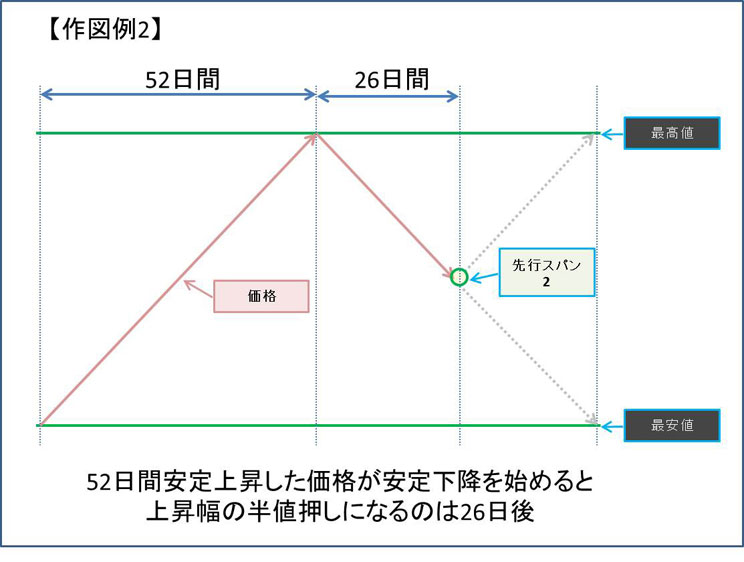 【作図例2】
52日間
26日間
最高値
先行スパン
2
価格
最安値
52日間安定上昇した価格が安定下降を始めると
上昇幅の半値押しになるのは26日後